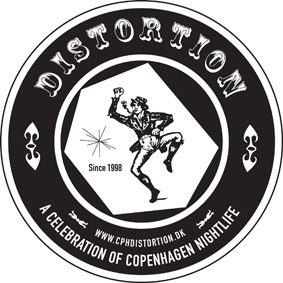 DISTORTION
Since 1998
WWW.CPHDISTORTION.DK
A CELEBRATION OF COPENHAGEN NIGHTLIFE